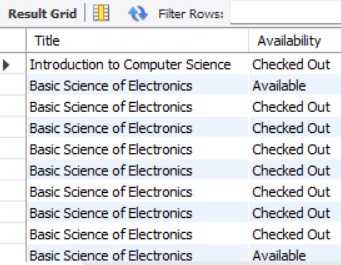 Result Grid Filter Rows:
Title Availability
Introduction to Computer Science Checked Out
Basic Science of Electronics Available
Basic Science of Electronics Checked Out
Basic Science of Electronics Checked Out
Basic Science of Electronics Checked Out
Basic Science of Electronics Checked Out
Basic Science of Electronics Checked Out
Basic Science of Electronics Checked Out
Basic Science of Electronics Checked Out
Basic Science of Electronics Available